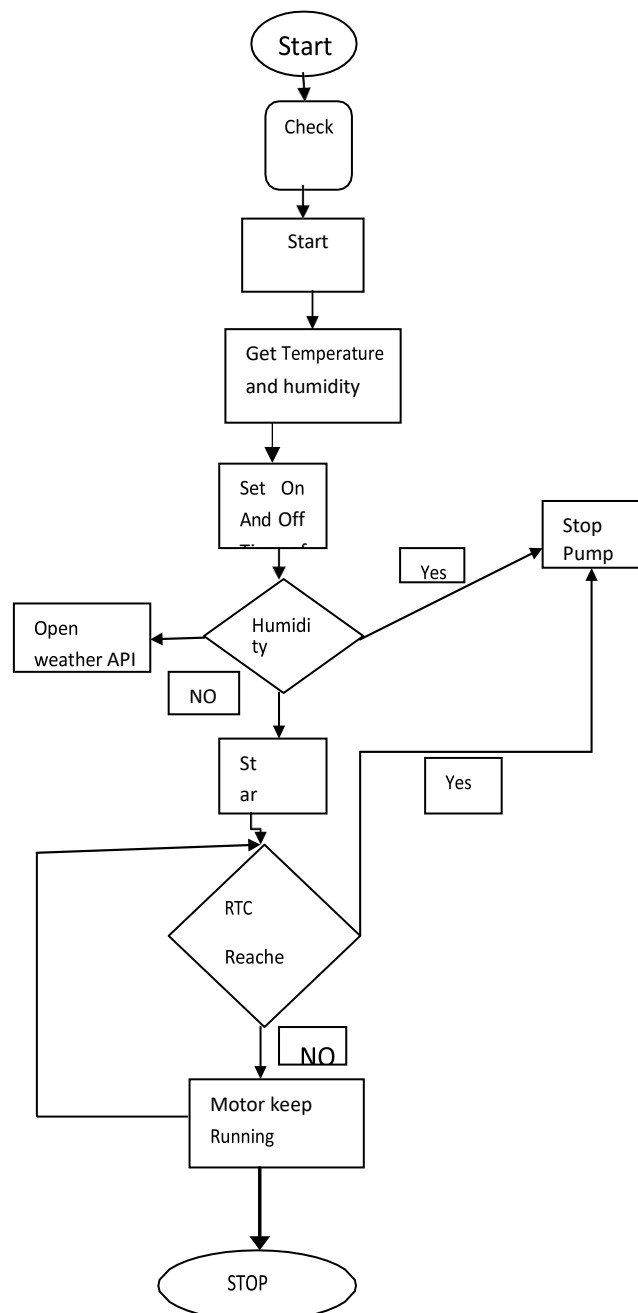 Start
Check
Start
Get Temperature
and humidity
Set On
And Off
Stop
Pump
Yes
Humidi
ty
Open
weather API
NO
St
ar
Yes
RTC
Reache
NO
Motor keep
Running
STOP